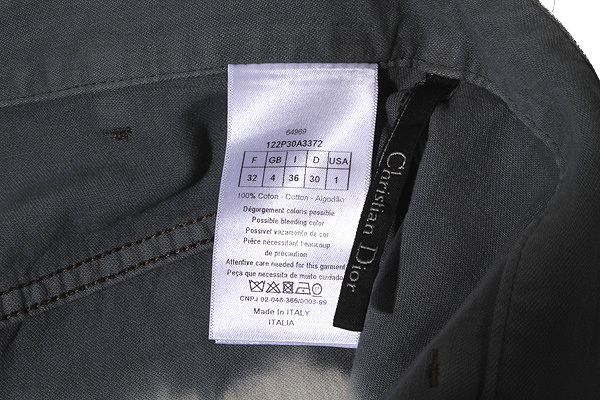 64969
122P30A3372
F GB I D USA
32 4 36 30 1
100% Coton - Cotton - Algodão
Dégorgement coloris possible
Possible bleeding color
Possivel vazamento de cor
Pièce nécessitant beaucoup
de précaution
Attentive care needed for this garment
Peça que necessita de muito cuidado
CNPJ 02-046-366/0003-99
Made in ITALY
ITALIA
Christian Dior